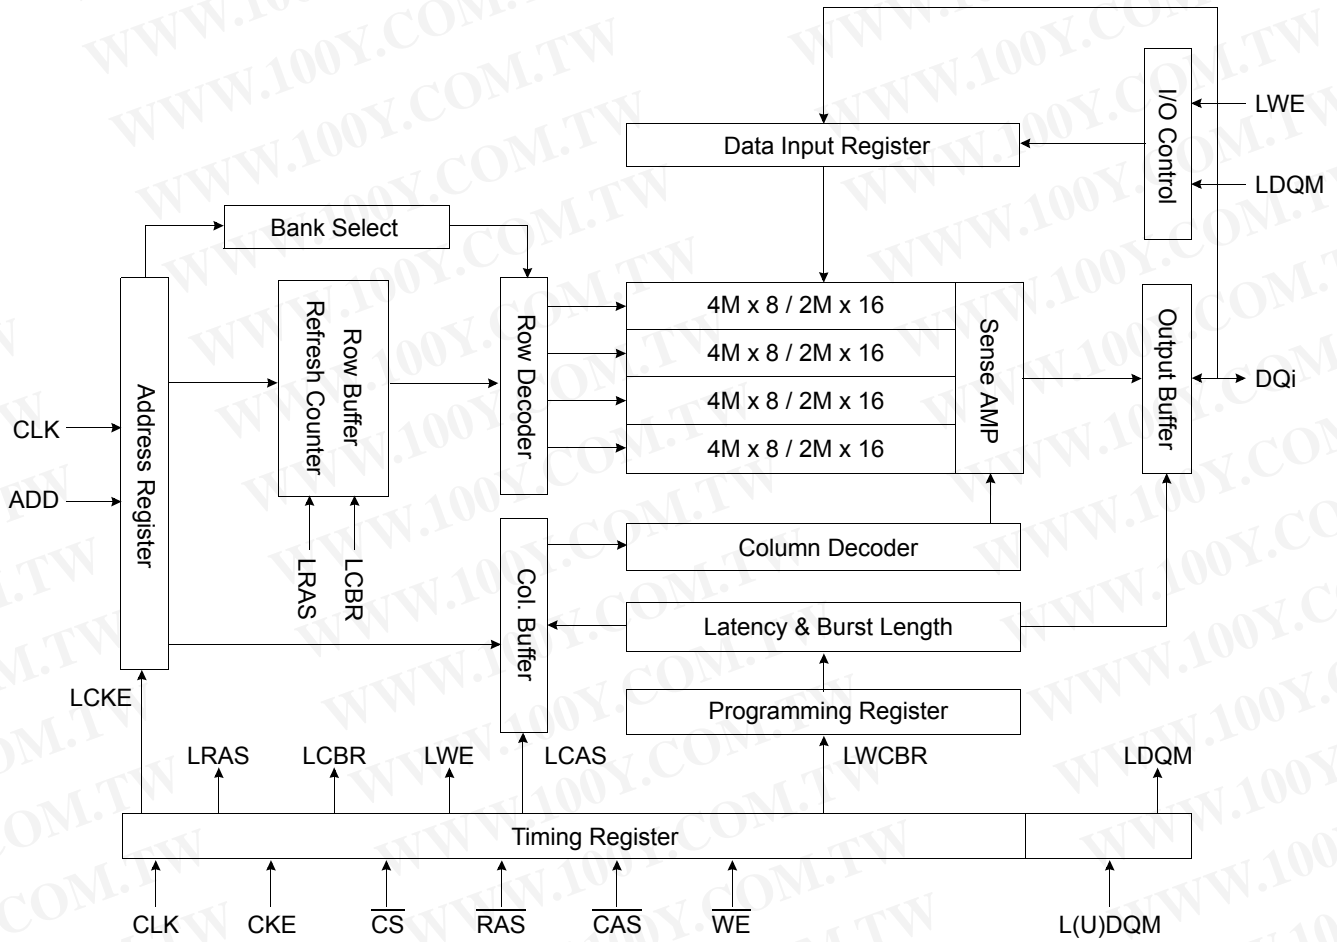 I/O Control
LWE
LDQM
Data Input Register
Bank Select
Address Register
Refresh Counter
Row Buffer
Row Decoder
4M x 8 / 2M x 16
4M x 8 / 2M x 16
4M x 8 / 2M x 16
4M x 8 / 2M x 16
Sense AMP
Output Buffer
DQi
CLK
ADD
LRAS
LCBR
Col. Buffer
Column Decoder
Latency & Burst Length
Programming Register
LCKE
LRAS
LCBR
LWE
LCAS
LWCBR
LDQM
Timing Register
CLK
CKE
CS
RAS
CAS
WE
L(U)DQM
WWW.100Y.COM.TW